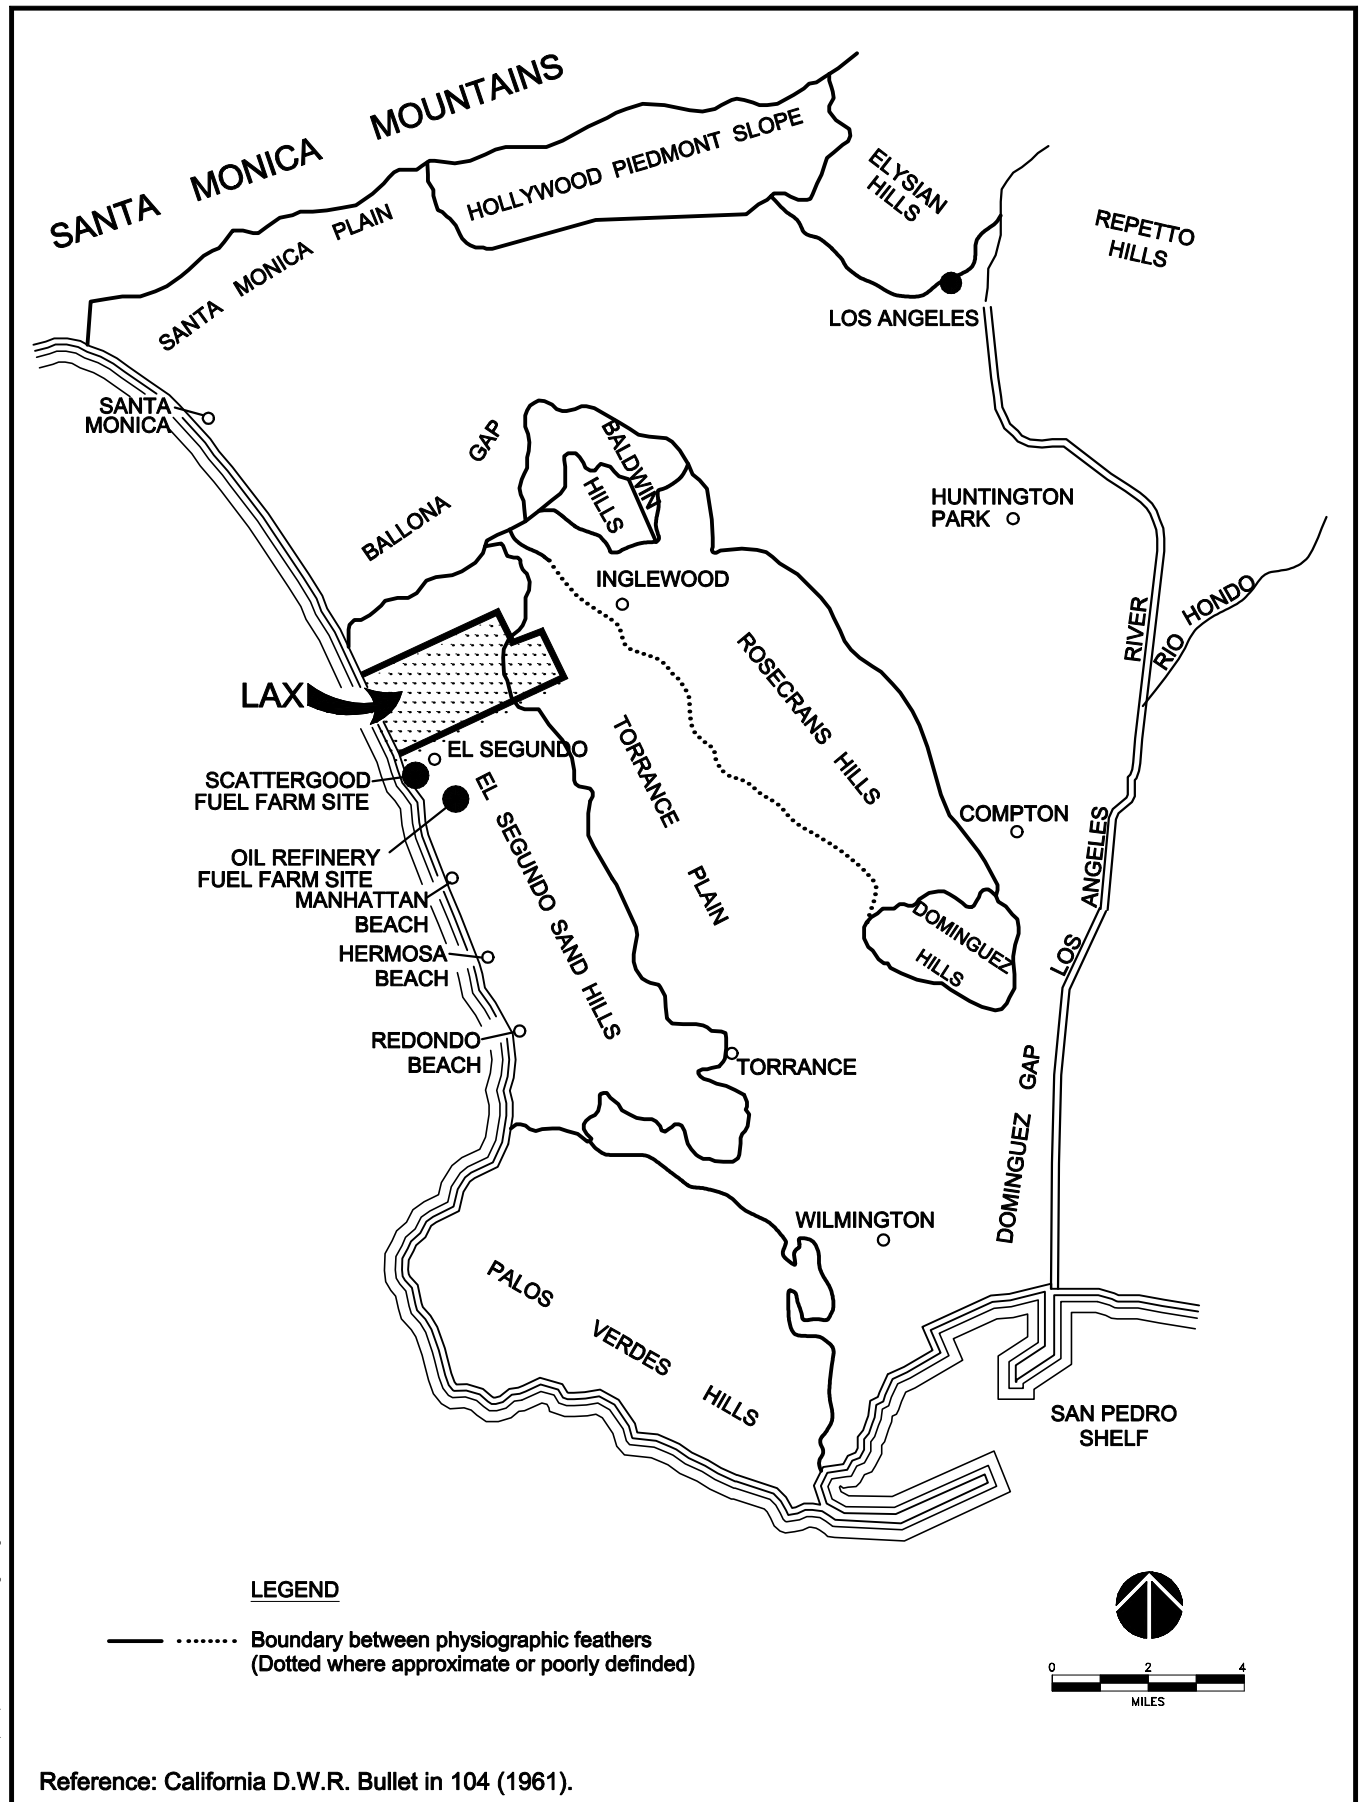 SANTA MONICA MOUNTAINS
HOLLYWOOD PIEDMONT SLOPE
SANTA MONICA PLAIN
ELYSIAN
HILLS
REPETTO
HILLS
LOS ANGELES
SANTA
MONICA
BALLONA GAP
BALDWIN
HILLS
HUNTINGTON
PARK
INGLEWOOD
RIO HONDO
LOS ANGELES RIVER
ROSECRANS HILLS
LAX
TORRANCE PLAIN
EL SEGUNDO
SCATTERGOOD
FUEL FARM SITE
EL SEGUNDO SAND HILLS
COMPTON
OIL REFINERY
FUEL FARM SITE
MANHATTAN
BEACH
DOMINGUEZ
HILLS
HERMOSA
BEACH
REDONDO
BEACH
TORRANCE
DOMINGUEZ GAP
WILMINGTON
PALOS VERDES HILLS
SAN PEDRO
SHELF
LEGEND
Boundary between physiographic feathers
(Dotted where approximate or poorly definded)
0 2 4
MILES
Reference: California D.W.R. Bullet in 104 (1961).